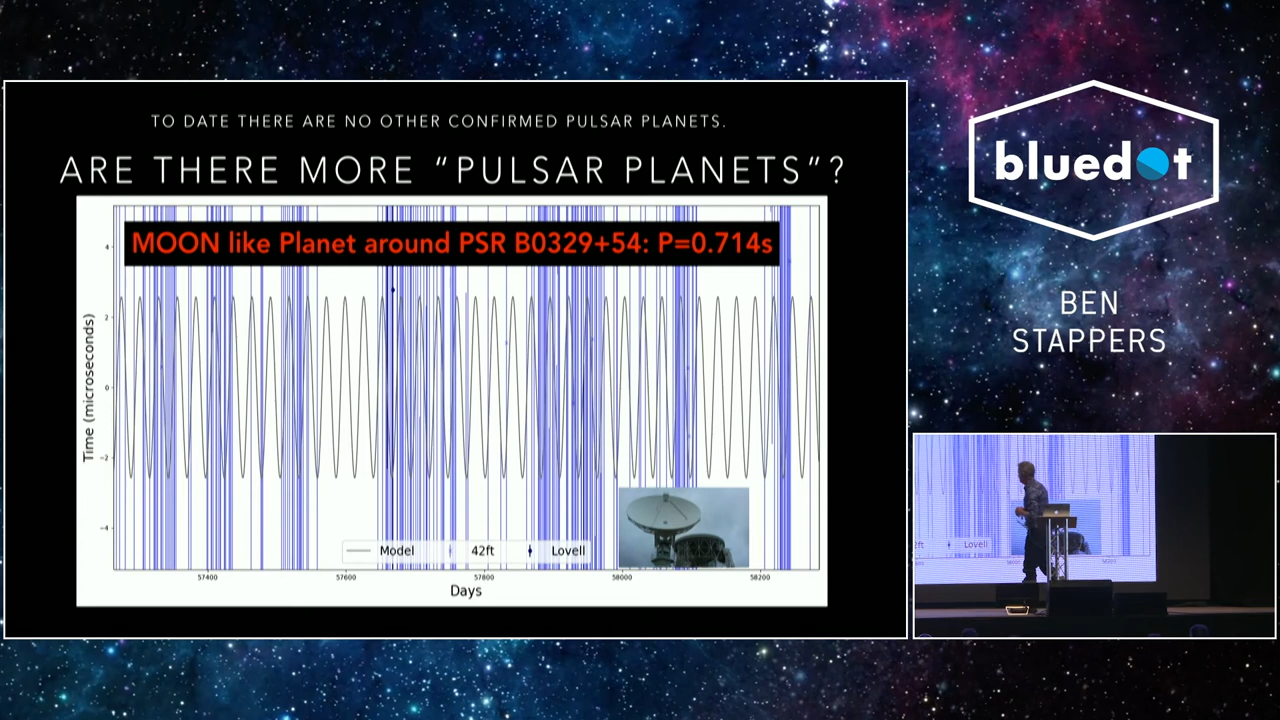 TO DATE THERE ARE NO OTHER CONFIRMED PULSAR PLANETS.
ARE THERE MORE “PULSAR PLANETS”?
MOON like Planet around PSR B0329+54: P=0.714s
4
2
0
−2
−4
Time (microseconds)
Model 42ft Lovell
57400 57600 57800 58000 58200
Days
bluedot
BEN
STAPPERS
Lovell